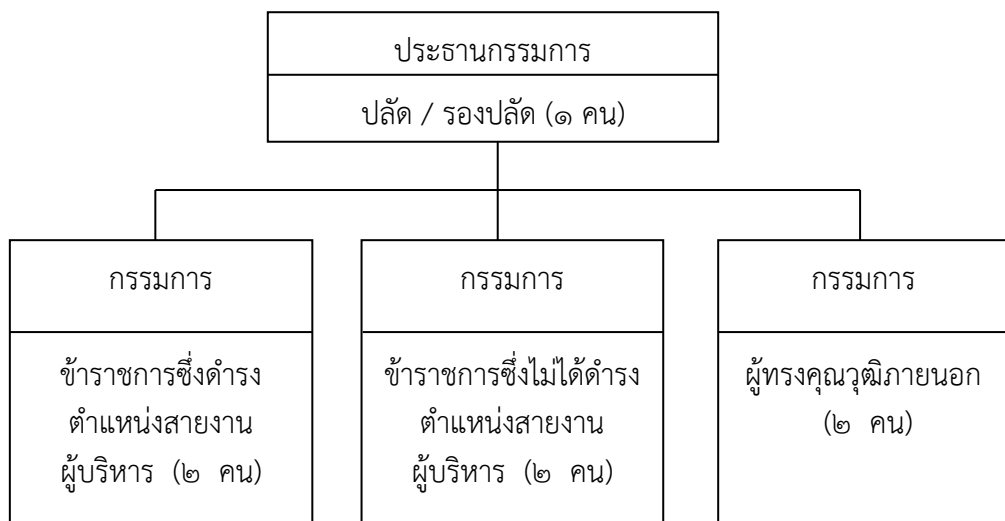 ประธานกรรมการ
ปลัด / รองปลัด (๑ คน)
กรรมการ
ข้าราชการซึ่งดำรง
ตำแหน่งสายงาน
ผู้บริหาร (๒ คน)
กรรมการ
ข้าราชการซึ่งไม่ได้ดำรง
ตำแหน่งสายงาน
ผู้บริหาร (๒ คน)
กรรมการ
ผู้ทรงคุณวุฒิภายนอก
(๒ คน)